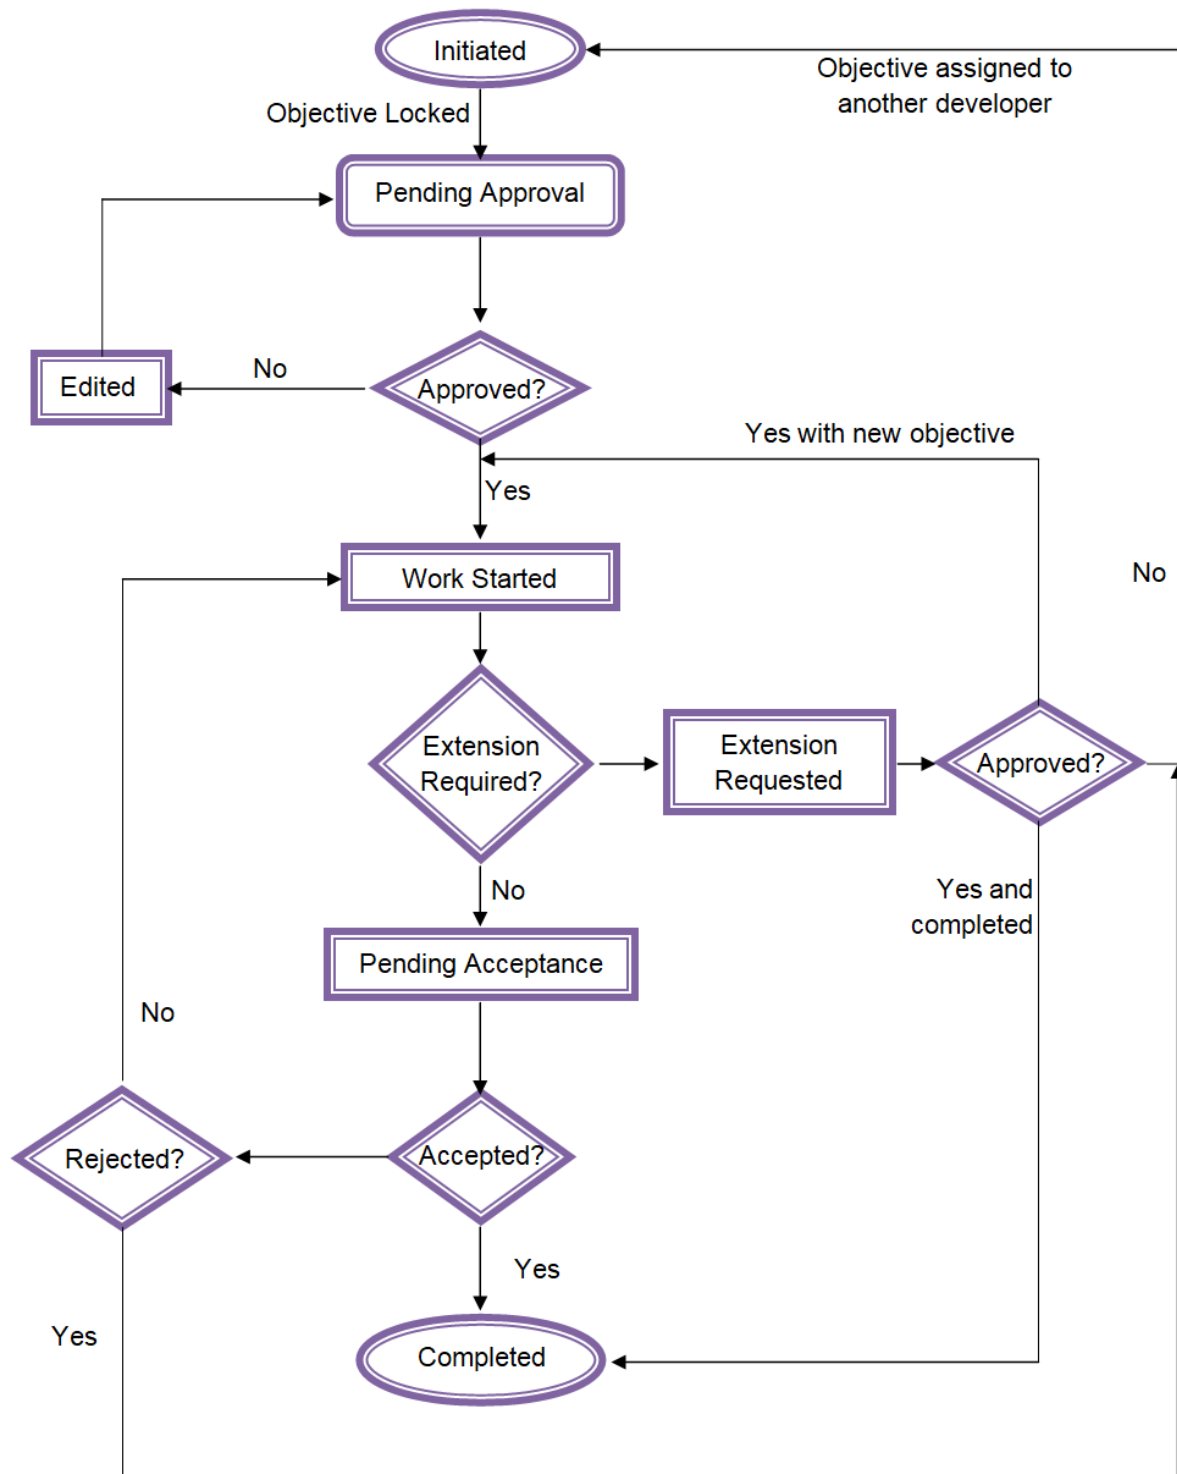 Initiated
Objective assigned to
another developer
Objective Locked
Pending Approval
No
Edited
Approved?
Yes with new objective
Yes
Work Started
No
Extension
Required?
Extension
Requested
Approved?
No
Yes and
completed
Pending Acceptance
No
Rejected?
Accepted?
Yes
Yes
Completed